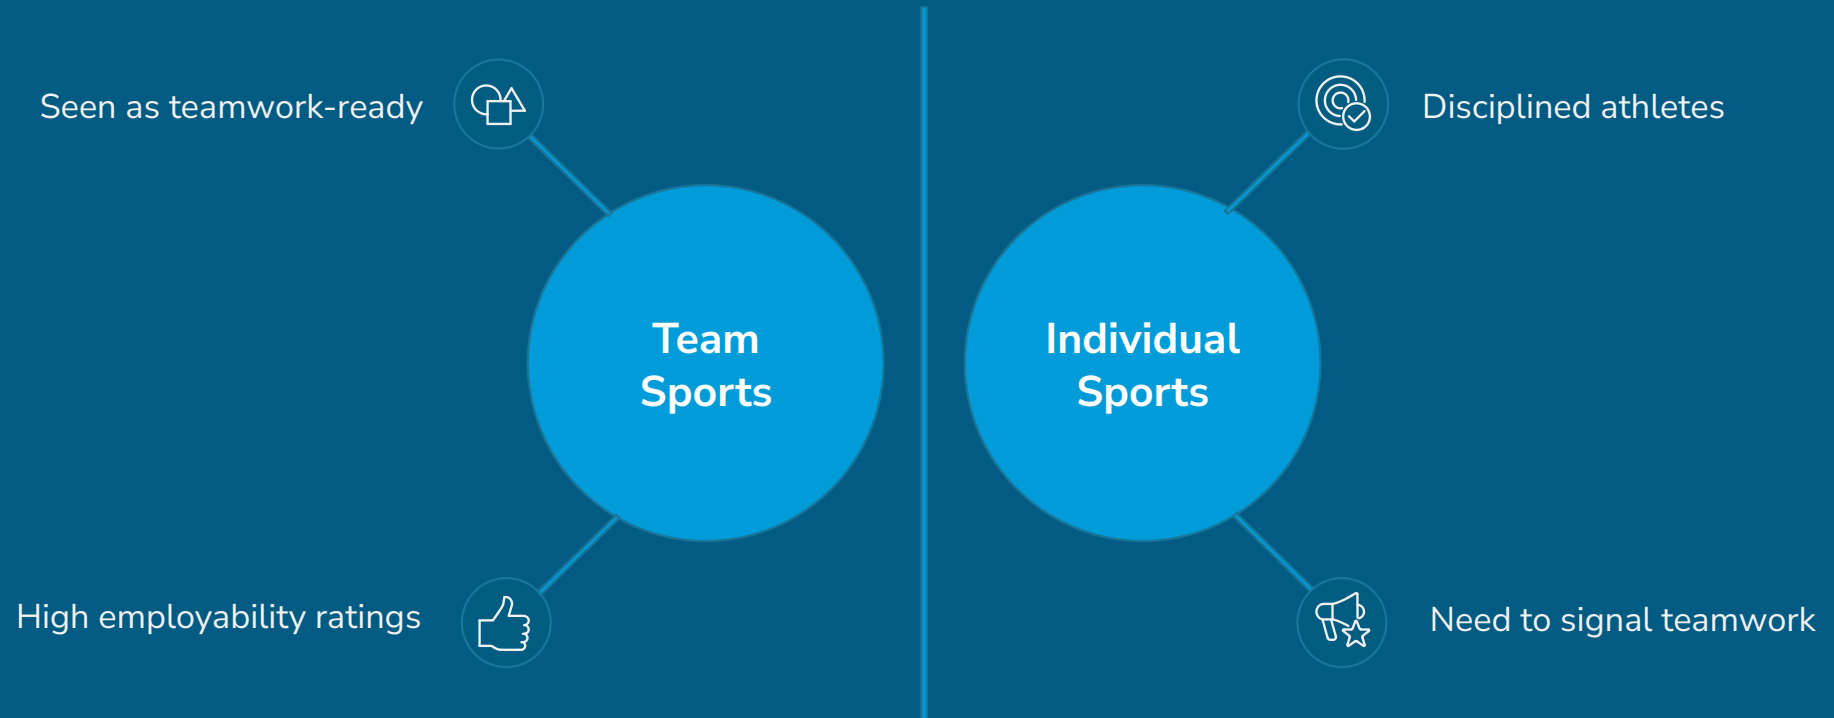 Seen as teamwork-ready
High employability ratings
Team
Sports
Individual
Sports
Disciplined athletes
Need to signal teamwork